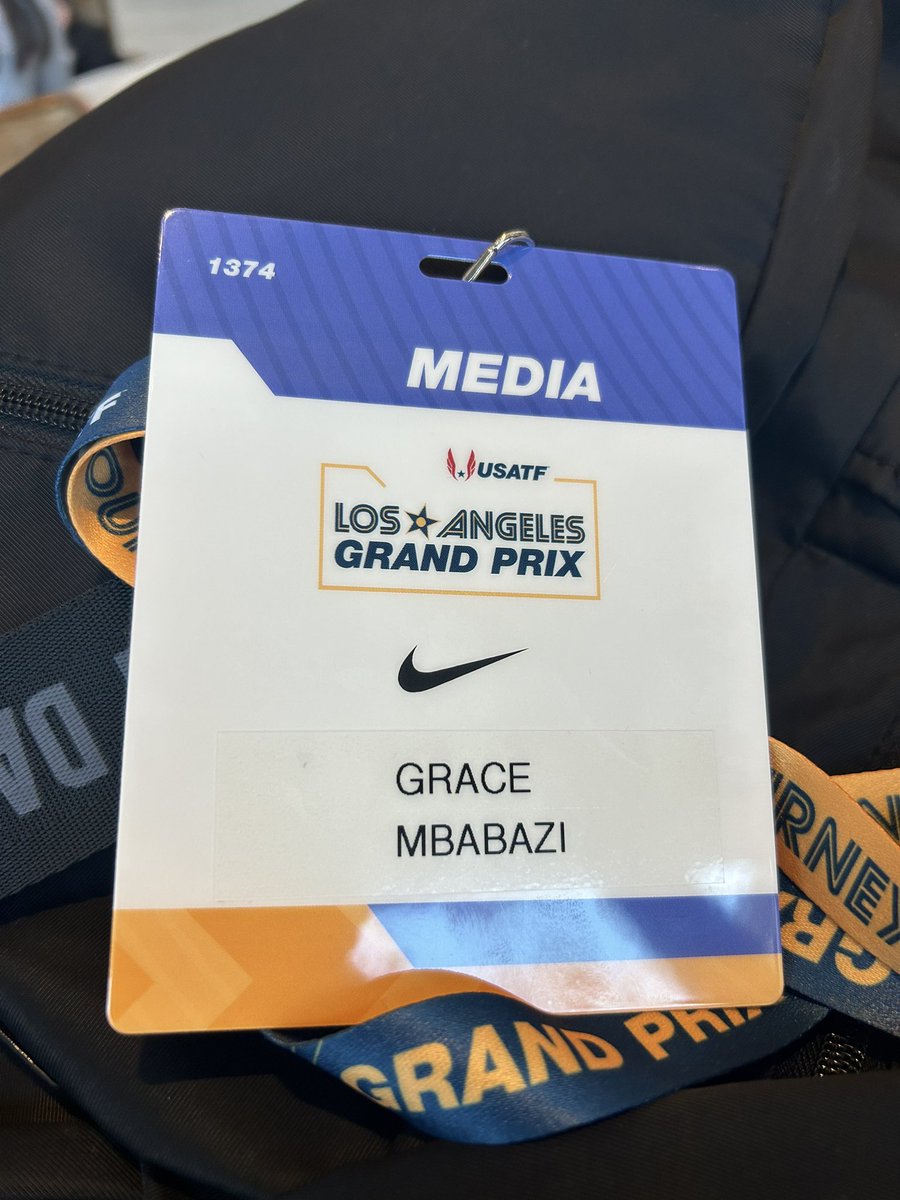 1374
MEDIA
USATF
LOS ANGELES
GRAND PRIX
GRACE
MBABAZI
GRAND PRIX